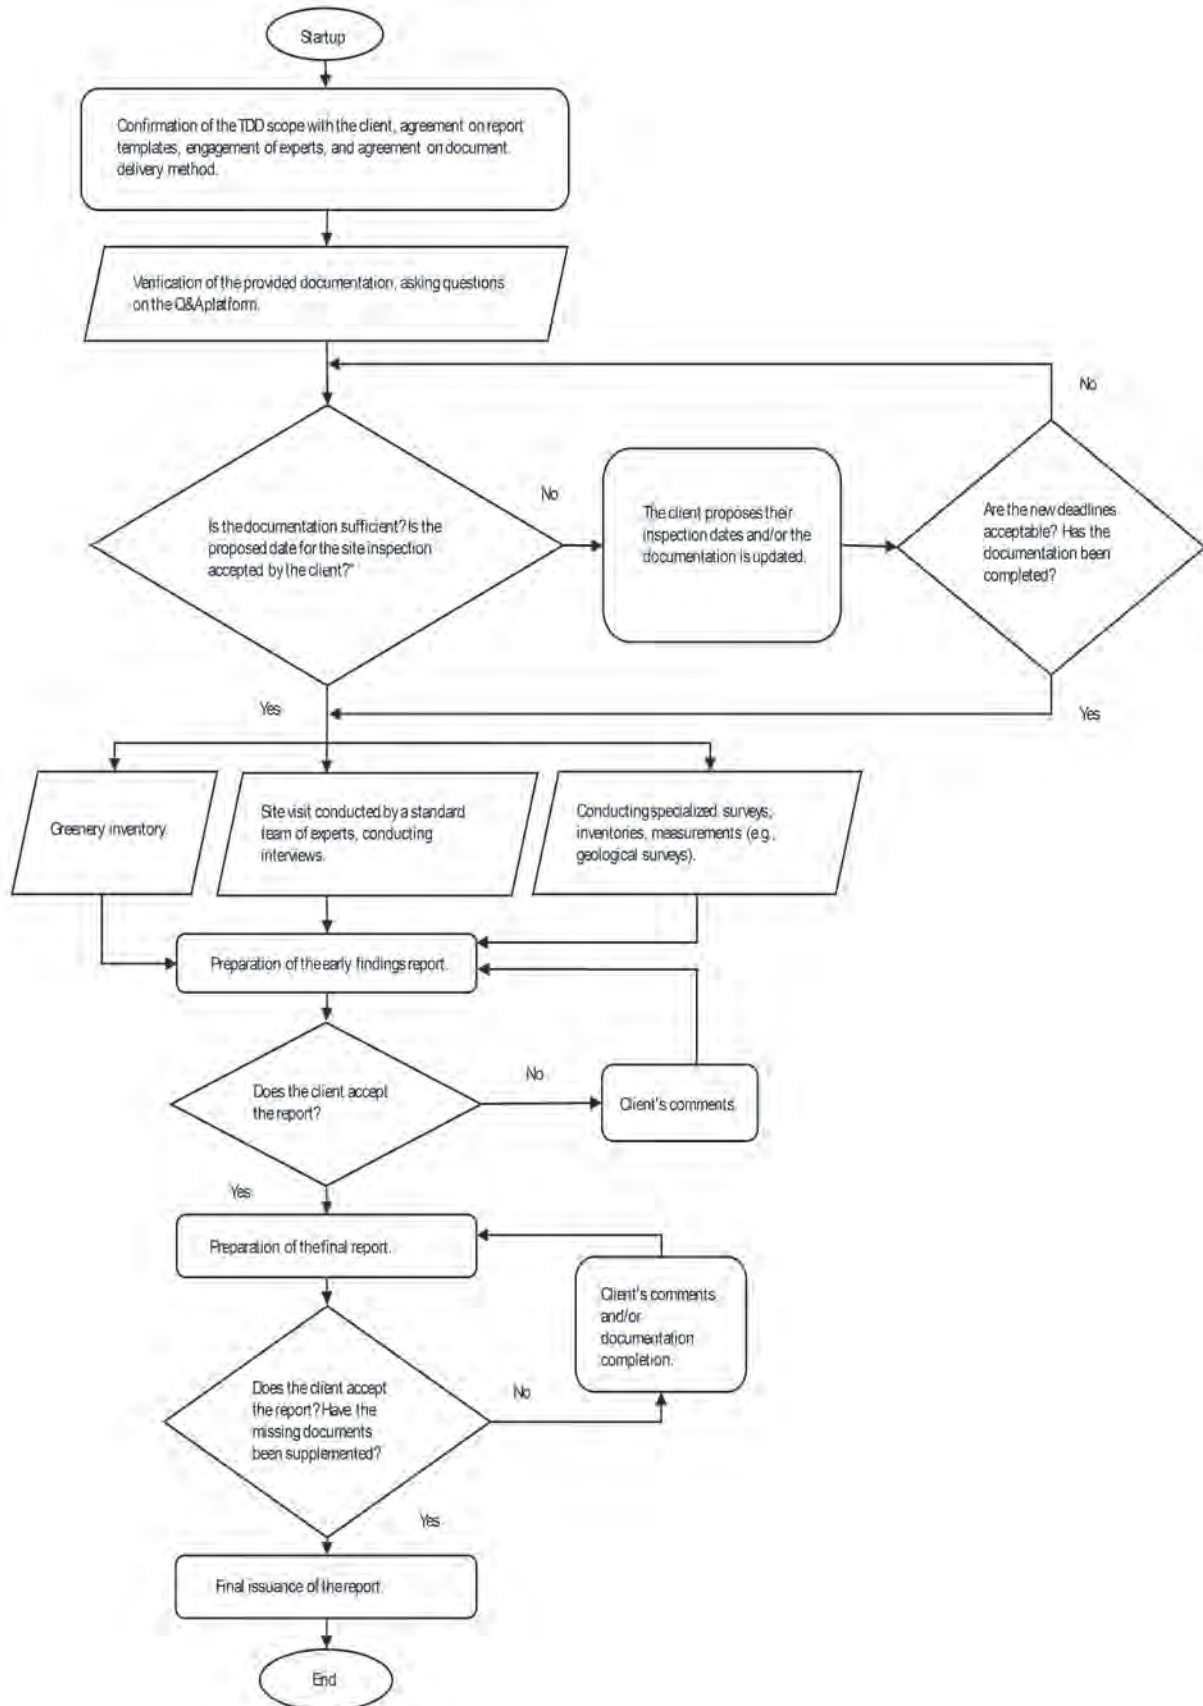 Startup
Confirmation of the TDD scope with the client, agreement on report
templates, engagement of experts, and agreement on document
delivery method.
Verification of the provided documentation, asking questions
on the Q&A platform.
No
No
Is the documentation sufficient? Is the
proposed date for the site inspection
accepted by the client?"
The client proposes their
inspection dates and/or the
documentation is updated.
Are the new deadlines
acceptable? Has the
documentation been
completed?
Yes
Yes
Greenery inventory.
Site visit conducted by a standard
team of experts, conducting
interviews.
Conducting specialized surveys,
inventories, measurements (e.g.,
geological surveys).
Preparation of the early findings report.
Does the client accept
the report?
No
Client's comments.
Yes
Preparation of the final report.
Client's comments
and/or
documentation
completion.
Does the client accept
the report? Have the
missing documents
been supplemented?
No
Yes
Final issuance of the report.
End